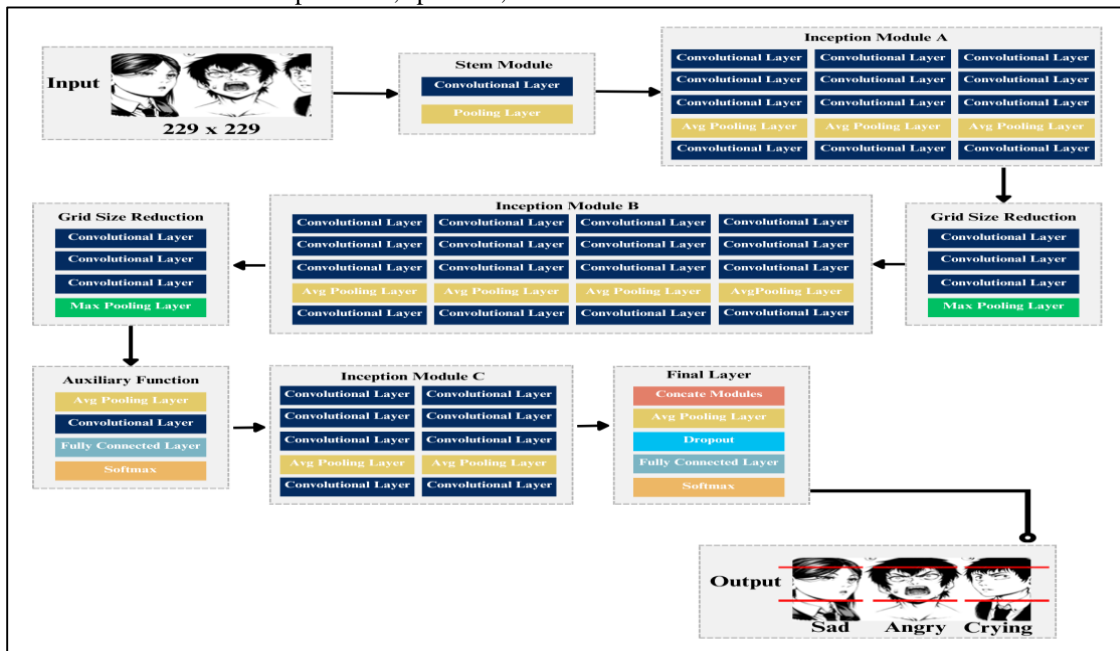 Input
229 x 229
Stem Module
Convolutional Layer
Pooling Layer
Inception Module A
Convolutional Layer Convolutional Layer Convolutional Layer
Convolutional Layer Convolutional Layer Convolutional Layer
Convolutional Layer Convolutional Layer Convolutional Layer
Avg Pooling Layer Avg Pooling Layer Avg Pooling Layer
Convolutional Layer Convolutional Layer Convolutional Layer
Grid Size Reduction
Convolutional Layer
Convolutional Layer
Convolutional Layer
Max Pooling Layer
Inception Module B
Convolutional Layer Convolutional Layer Convolutional Layer Convolutional Layer
Convolutional Layer Convolutional Layer Convolutional Layer Convolutional Layer
Convolutional Layer Convolutional Layer Convolutional Layer Convolutional Layer
Avg Pooling Layer Avg Pooling Layer Avg Pooling Layer AvgPooling Layer
Convolutional Layer Convolutional Layer Convolutional Layer Convolutional Layer
Grid Size Reduction
Convolutional Layer
Convolutional Layer
Convolutional Layer
Max Pooling Layer
Auxiliary Function
Avg Pooling Layer
Convolutional Layer
Fully Connected Layer
Softmax
Inception Module C
Convolutional Layer Convolutional Layer
Convolutional Layer Convolutional Layer
Convolutional Layer Convolutional Layer
Avg Pooling Layer Avg Pooling Layer
Convolutional Layer Convolutional Layer
Final Layer
Concate Modules
Avg Pooling Layer
Dropout
Fully Connected Layer
Softmax
Output
Sad Angry Crying